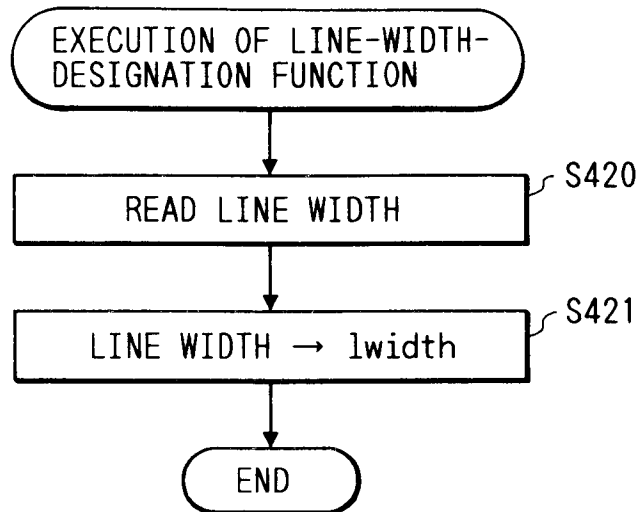 EXECUTION OF LINE-WIDTH-
DESIGNATION FUNCTION
S420
READ LINE WIDTH
S421
LINE WIDTH → lwidth
END